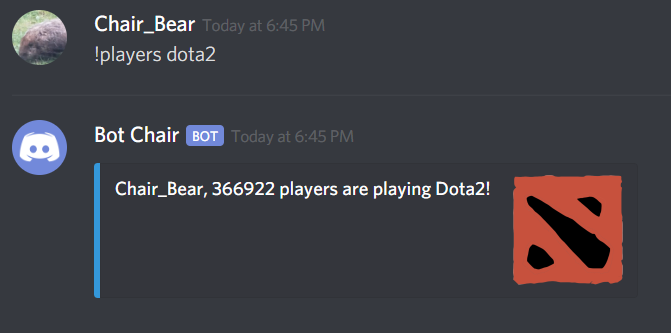 Chair_Bear Today at 6:45 PM
!players dota2
Bot Chair BOT Today at 6:45 PM
Chair_Bear, 366922 players are playing Dota2!